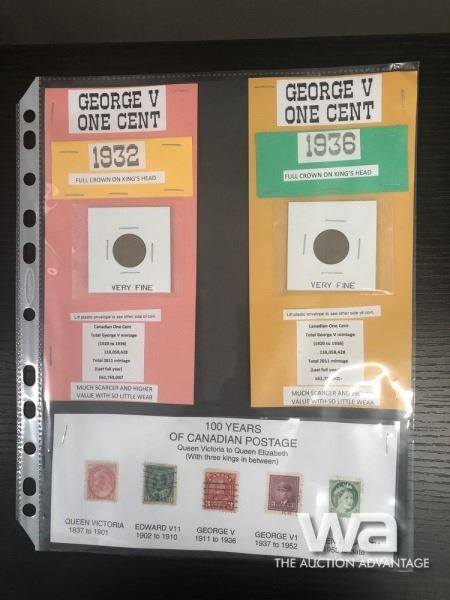 GEORGE V
ONE CENT
1932
FULL CROWN ON KING'S HEAD
VERY FINE
Lift plastic envelope to see other side of coin.
Canadian One Cent
Total George V mintage
(1920 to 1936)
118,058,428
Total 2011 mintage
(Last full year)
662,750,007
MUCH SCARCER AND HIGHER
VALUE WITH SO LITTLE WEAR
GEORGE V
ONE CENT
1936
FULL CROWN ON KING'S HEAD
VERY FINE
Lift plastic envelope to see other side of coin.
Canadian One Cent
Total George V mintage
(1920 to 1936)
118,058,428
Total 2011 mintage
(Last full year)
MUCH SCARCER AND HIGHER
VALUE WITH SO LITTLE WEAR
100 YEARS
OF CANADIAN POSTAGE
Queen Victoria to Queen Elizabeth
(With three kings in between)
QUEEN VICTORIA
1837 to 1901
EDWARD V11
1902 to 1910
GEORGE V
1911 to 1936
GEORGE V1
1937 to 1952
date
wa
THE AUCTION ADVANTAGE